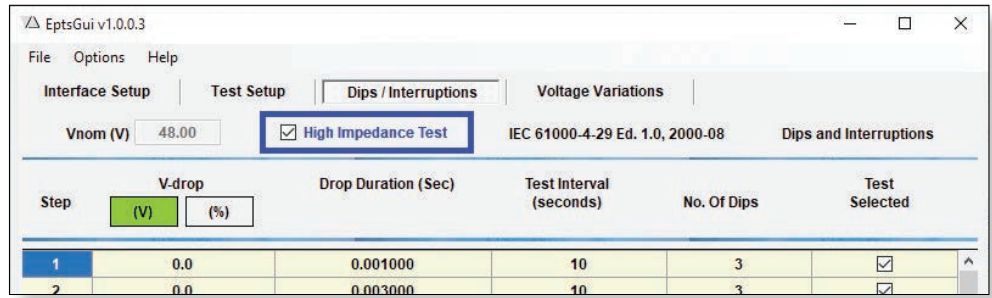 EptsGui v1.0.0.3
File Options Help
Interface Setup Test Setup Dips / Interruptions Voltage Variations
Vnom (V) 48.00 High Impedance Test IEC 61000-4-29 Ed. 1.0, 2000-08 Dips and Interruptions
Step V-drop (V) (%) Drop Duration (Sec) Test Interval (seconds) No. Of Dips Test Selected
1 0.0 0.001000 10 3
2 0.0 0.003000 10 3